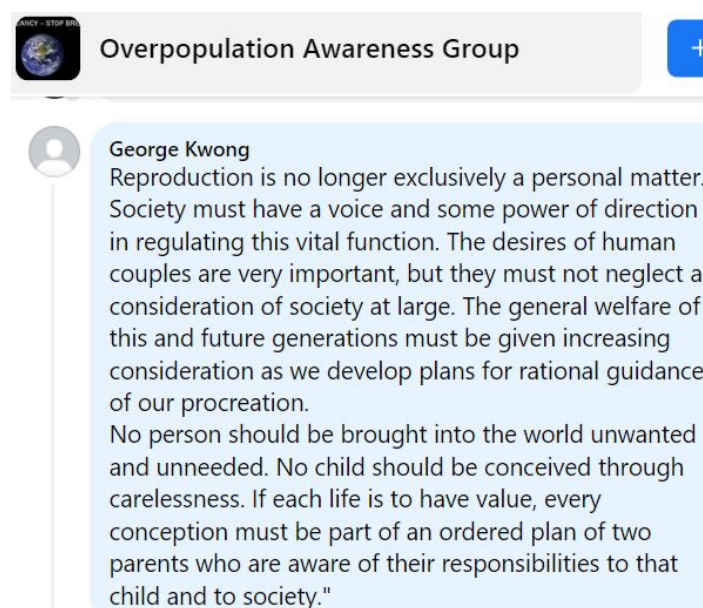 ANCY – STOP BRE
Overpopulation Awareness Group
+
George Kwong
Reproduction is no longer exclusively a personal matter.
Society must have a voice and some power of direction
in regulating this vital function. The desires of human
couples are very important, but they must not neglect a
consideration of society at large. The general welfare of
this and future generations must be given increasing
consideration as we develop plans for rational guidance
of our procreation.
No person should be brought into the world unwanted
and unneeded. No child should be conceived through
carelessness. If each life is to have value, every
conception must be part of an ordered plan of two
parents who are aware of their responsibilities to that
child and to society."